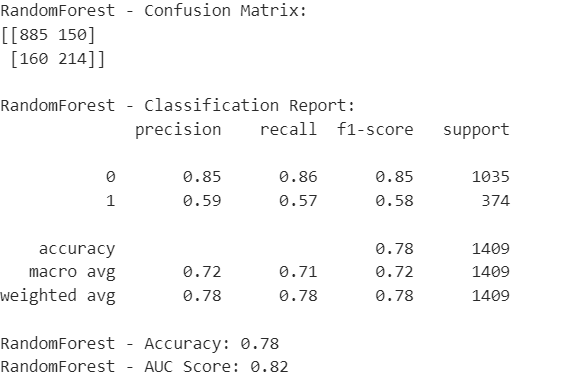 RandomForest - Confusion Matrix:
[[885 150]
 [160 214]]
RandomForest - Classification Report:
              precision    recall  f1-score   support
           0       0.85      0.86      0.85      1035
           1       0.59      0.57      0.58       374
    accuracy                           0.78      1409
   macro avg       0.72      0.71      0.72      1409
weighted avg       0.78      0.78      0.78      1409
RandomForest - Accuracy: 0.78
RandomForest - AUC Score: 0.82